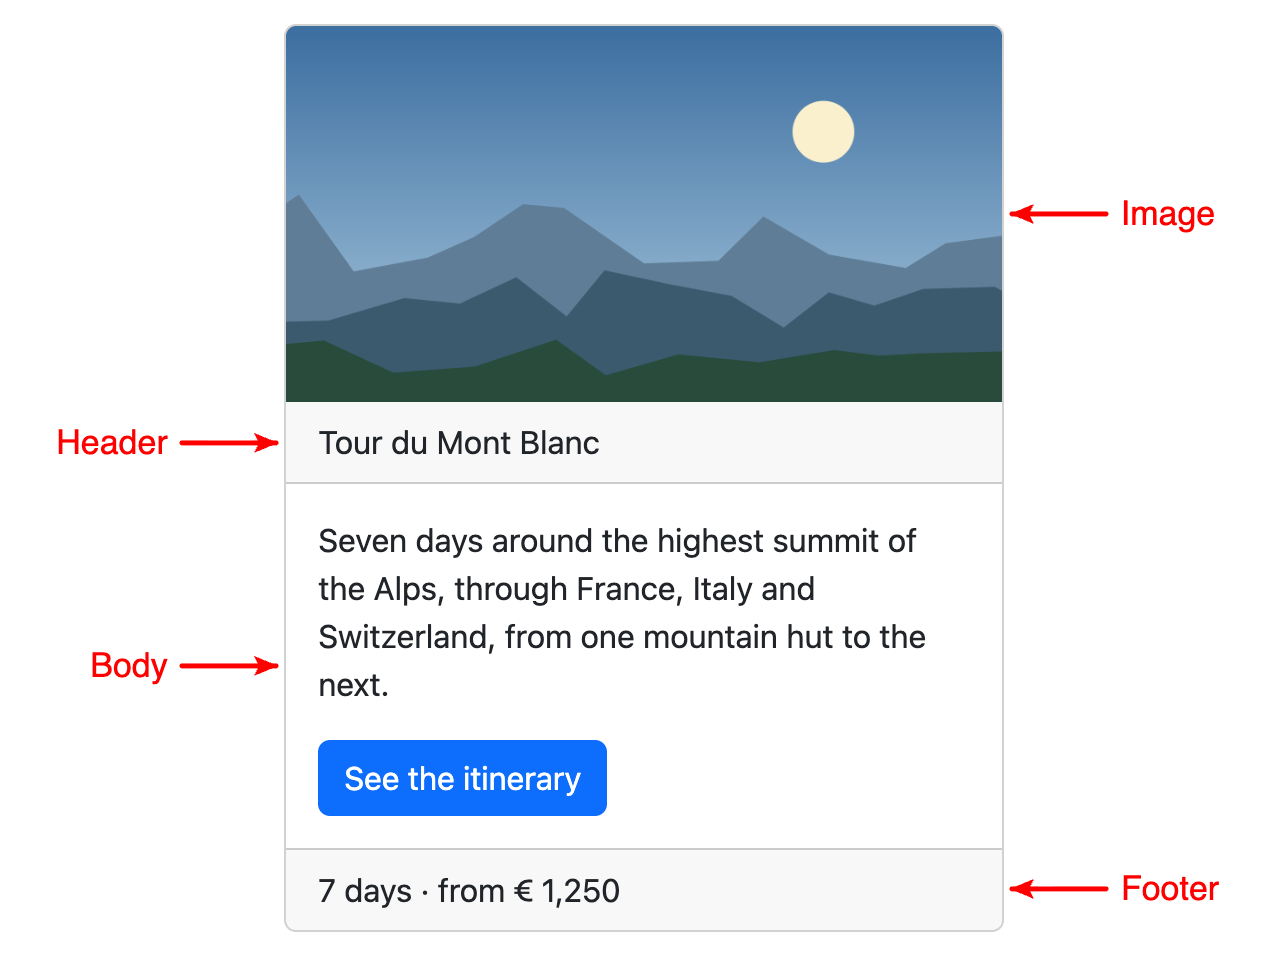 Image
Header
Tour du Mont Blanc
Seven days around the highest summit of
the Alps, through France, Italy and
Switzerland, from one mountain hut to the
next.
Body
See the itinerary
7 days · from € 1,250
Footer